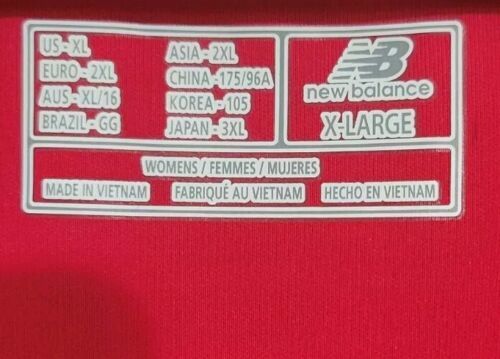 US - XL
EURO - 2XL
AUS - XL/16
BRAZIL - GG
ASIA - 2XL
CHINA - 175/96A
KOREA - 105
JAPAN - 3XL
NB
new balance
X-LARGE
WOMENS / FEMMES / MUJERES
MADE IN VIETNAM
FABRIQUÉ AU VIETNAM
HECHO EN VIETNAM